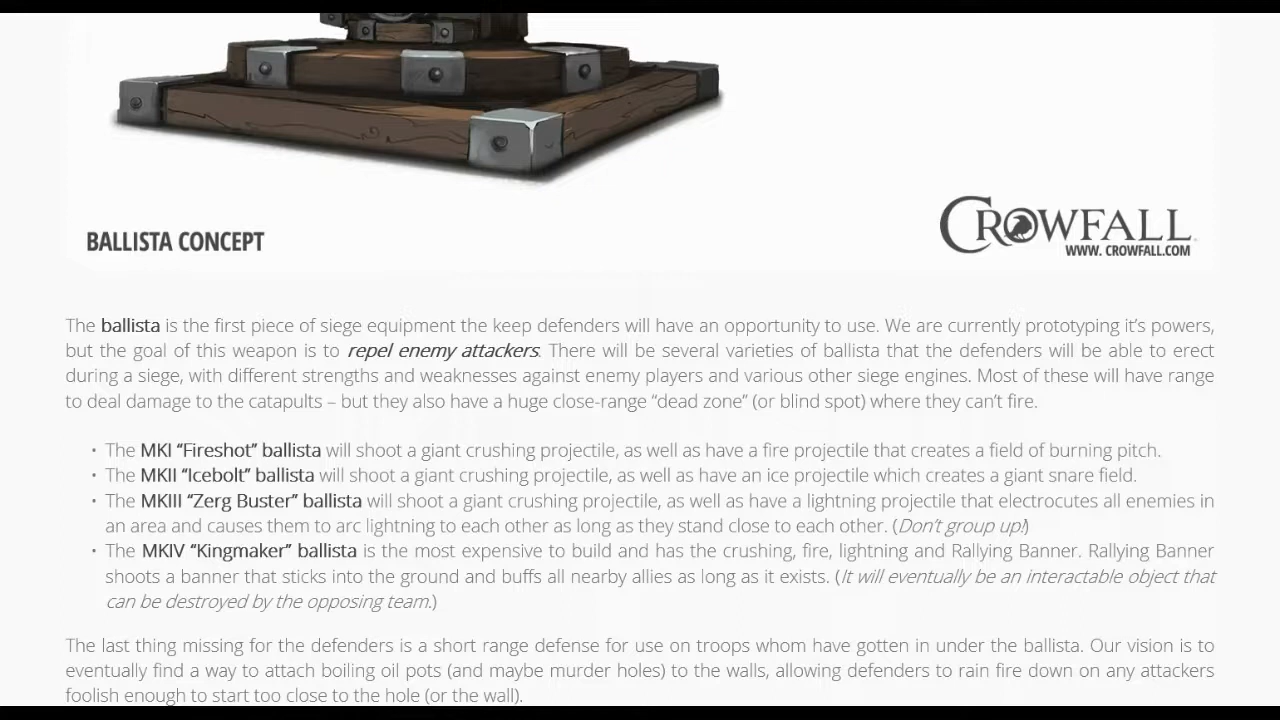 BALLISTA CONCEPT
CROWFALL
WWW. CROWFALL.COM
The ballista is the first piece of siege equipment the keep defenders will have an opportunity to use. We are currently prototyping it’s powers,
but the goal of this weapon is to repel enemy attackers. There will be several varieties of ballista that the defenders will be able to erect
during a siege, with different strengths and weaknesses against enemy players and various other siege engines. Most of these will have range
to deal damage to the catapults – but they also have a huge close-range “dead zone” (or blind spot) where they can’t fire.
• The MKI “Fireshot” ballista will shoot a giant crushing projectile, as well as have a fire projectile that creates a field of burning pitch.
• The MKII “Icebolt” ballista will shoot a giant crushing projectile, as well as have an ice projectile which creates a giant snare field.
• The MKIII “Zerg Buster” ballista will shoot a giant crushing projectile, as well as have a lightning projectile that electrocutes all enemies in
an area and causes them to arc lightning to each other as long as they stand close to each other. (Don’t group up!)
• The MKIV “Kingmaker” ballista is the most expensive to build and has the crushing, fire, lightning and Rallying Banner. Rallying Banner
shoots a banner that sticks into the ground and buffs all nearby allies as long as it exists. (It will eventually be an interactable object that
can be destroyed by the opposing team.)
The last thing missing for the defenders is a short range defense for use on troops whom have gotten in under the ballista. Our vision is to
eventually find a way to attach boiling oil pots (and maybe murder holes) to the walls, allowing defenders to rain fire down on any attackers
foolish enough to start too close to the hole (or the wall).